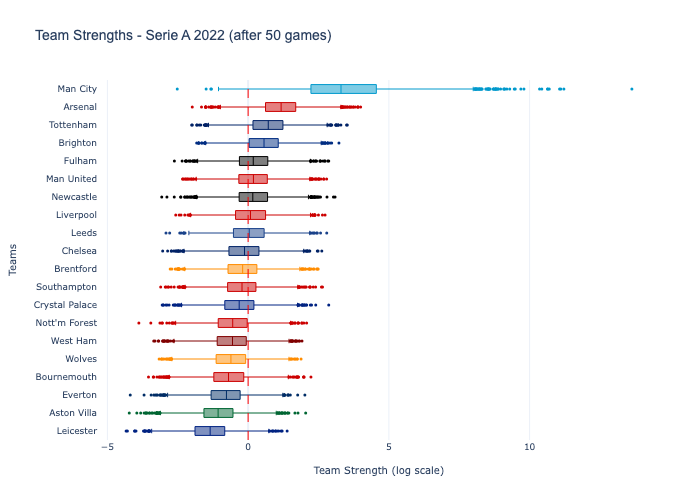 Team Strengths - Serie A 2022 (after 50 games)
Man City
Arsenal
Tottenham
Brighton
Fulham
Man United
Newcastle
Liverpool
Leeds
Chelsea
Brentford
Southampton
Crystal Palace
Nott'm Forest
West Ham
Wolves
Bournemouth
Everton
Aston Villa
Leicester
Teams
−5 0 5 10
Team Strength (log scale)